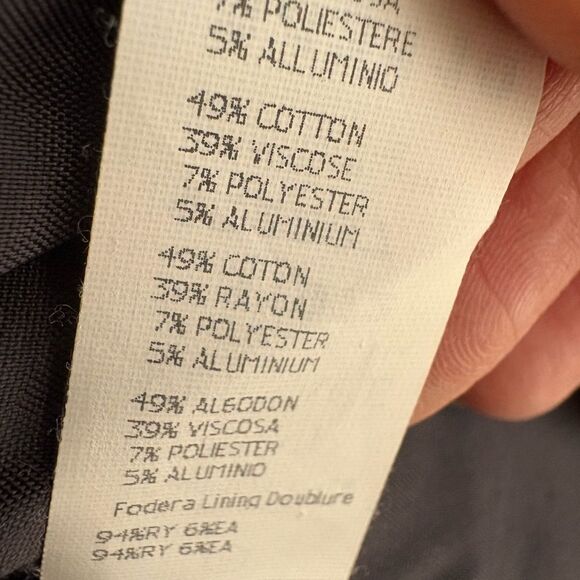 7% POLIESTERE
5% ALLUMINIO
49% COTTON
39% VISCOSE
7% POLYESTER
5% ALUMINIUM
49% COTON
39% RAYON
7% POLYESTER
5% ALUMINIUM
49% ALGODON
39% VISCOSA
7% POLIESTER
5% ALUMINIO
Fodera Lining Doublure
94%RY 6%EA
94%RY 6%EA